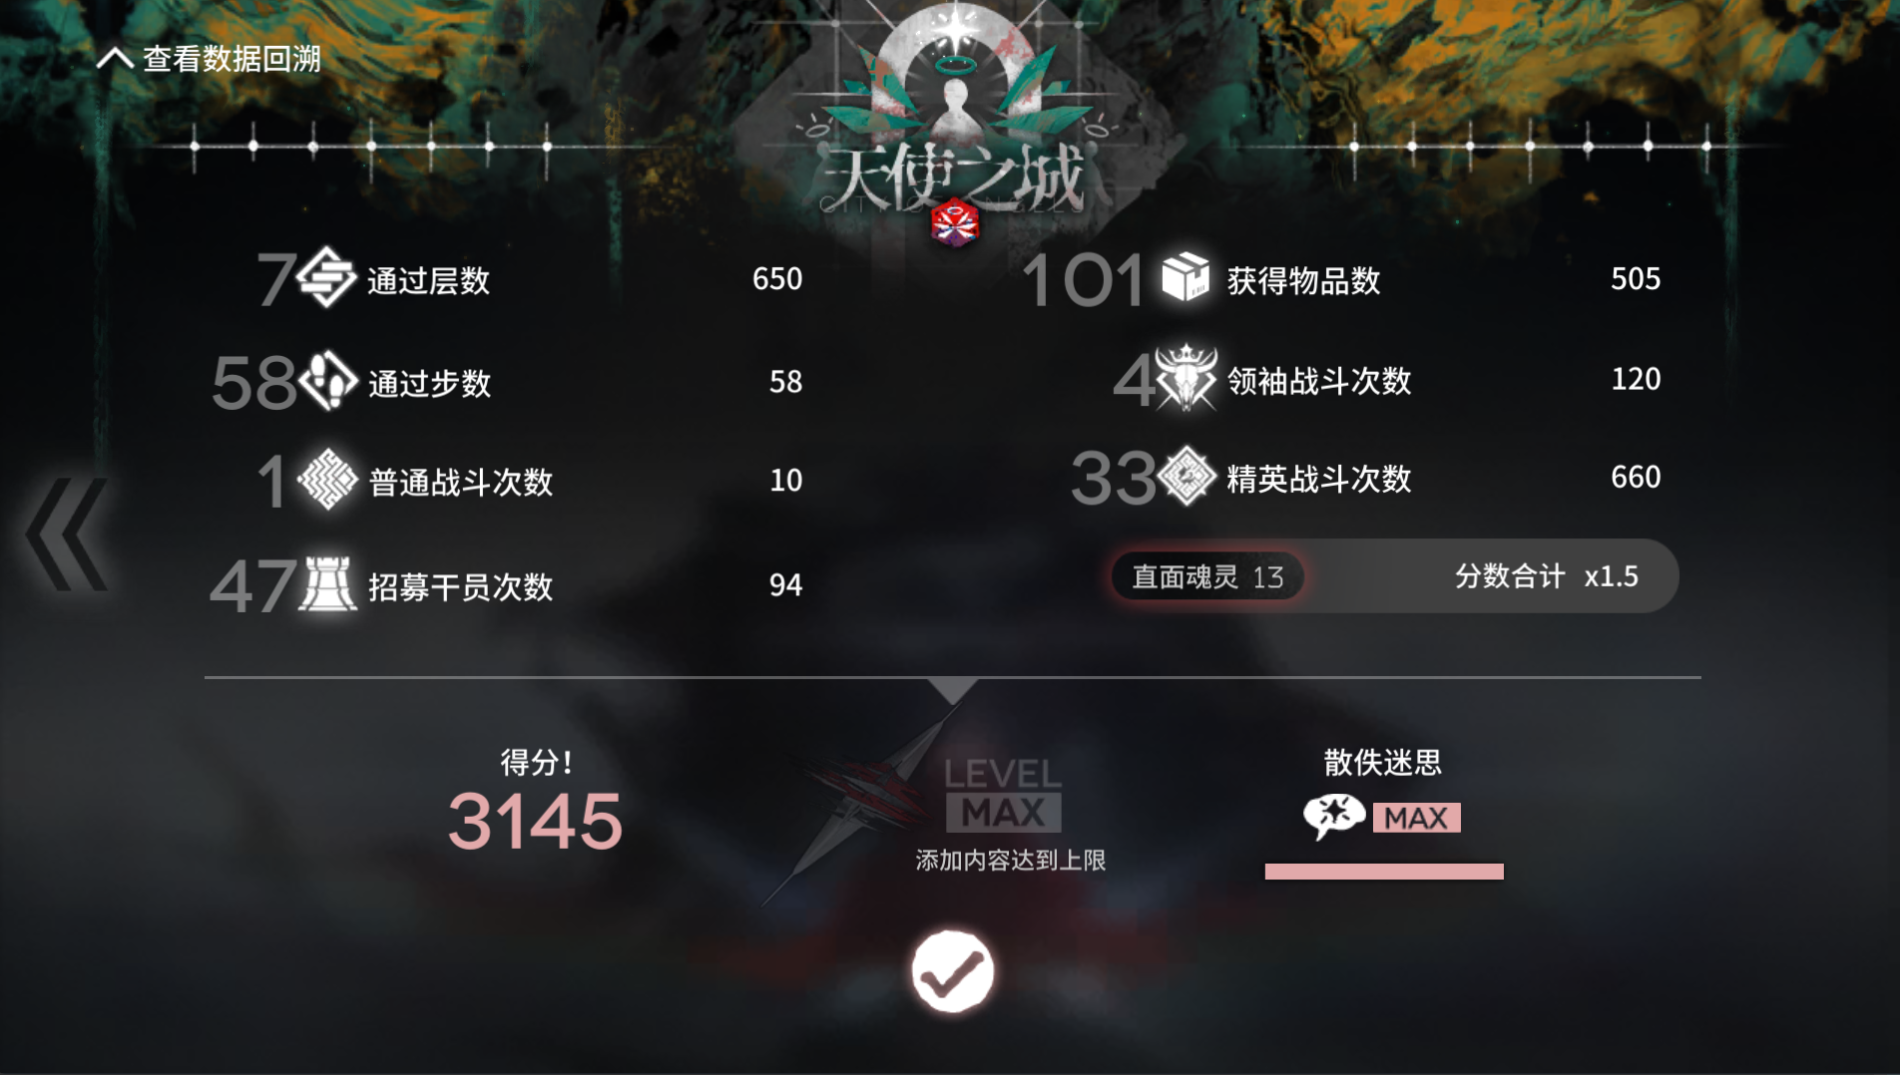 查看数据回溯
天使之城
7 通过层数 650
101 获得物品数 505
58 通过步数 58
4 领袖战斗次数 120
1 普通战斗次数 10
33 精英战斗次数 660
47 招募干员次数 94
直面魂灵 13 分数合计 x1.5
得分!
3145
LEVEL
MAX
添加内容达到上限
散佚迷思
MAX